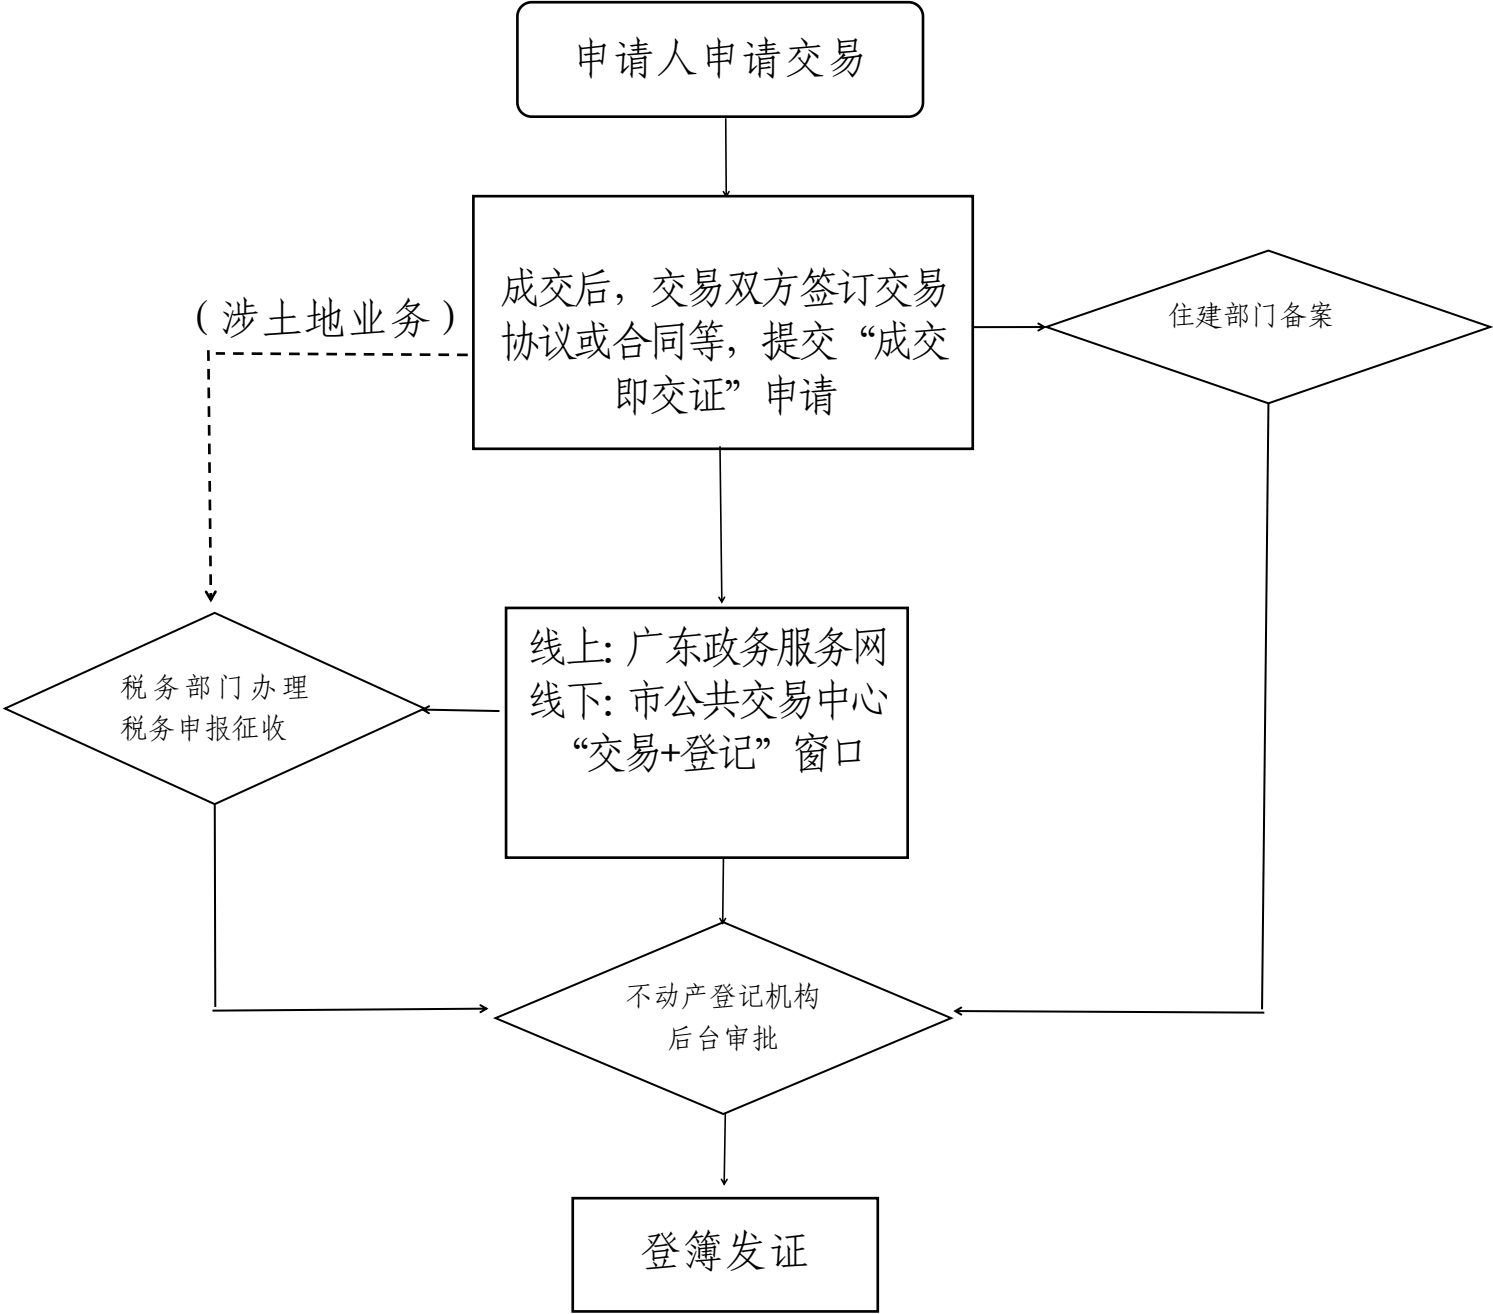 申请人申请交易
成交后，交易双方签订交易
协议或合同等，提交“成交
即交证”申请
（涉土地业务）
住建部门备案
线上：广东政务服务网
线下：市公共交易中心
“交易+登记”窗口
税务部门办理
税务申报征收
不动产登记机构
后台审批
登簿发证